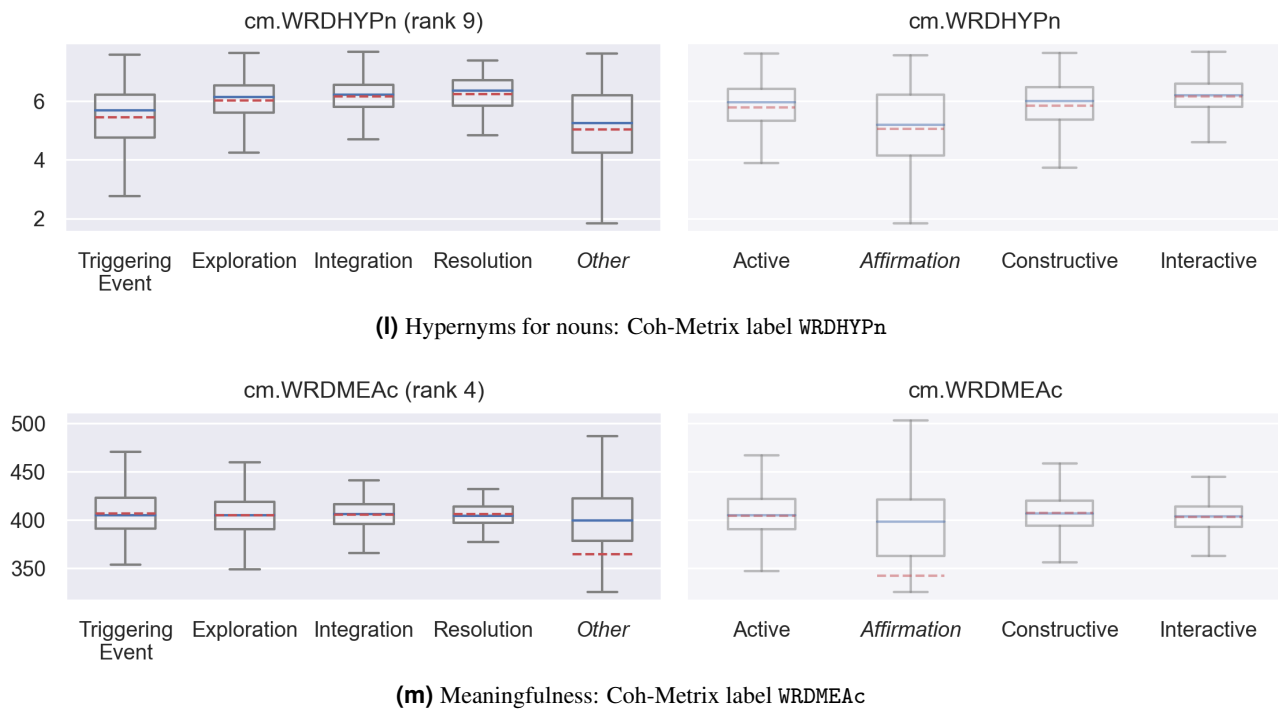 cm.WRDHYPn (rank 9) cm.WRDHYPn
6
4
2
Triggering Event Exploration Integration Resolution Other Active Affirmation Constructive Interactive
(l) Hypernyms for nouns: Coh-Metrix label WRDHYPn
cm.WRDMEAc (rank 4) cm.WRDMEAc
500
450
400
350
Triggering Event Exploration Integration Resolution Other Active Affirmation Constructive Interactive
(m) Meaningfulness: Coh-Metrix label WRDMEAc